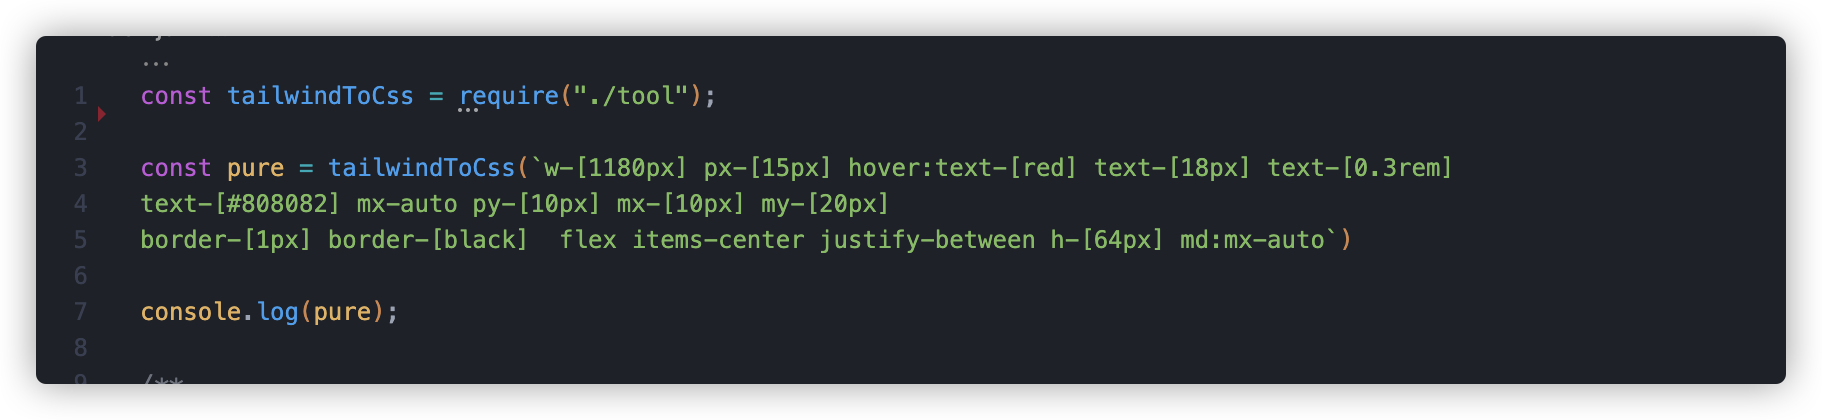 ...
1 const tailwindToCss = require("./tool");
2
3 const pure = tailwindToCss(`w-[1180px] px-[15px] hover:text-[red] text-[18px] text-[0.3rem]
4 text-[#808082] mx-auto py-[10px] mx-[10px] my-[20px]
5 border-[1px] border-[black]  flex items-center justify-between h-[64px] md:mx-auto`)
6
7 console.log(pure);
8
9 /**